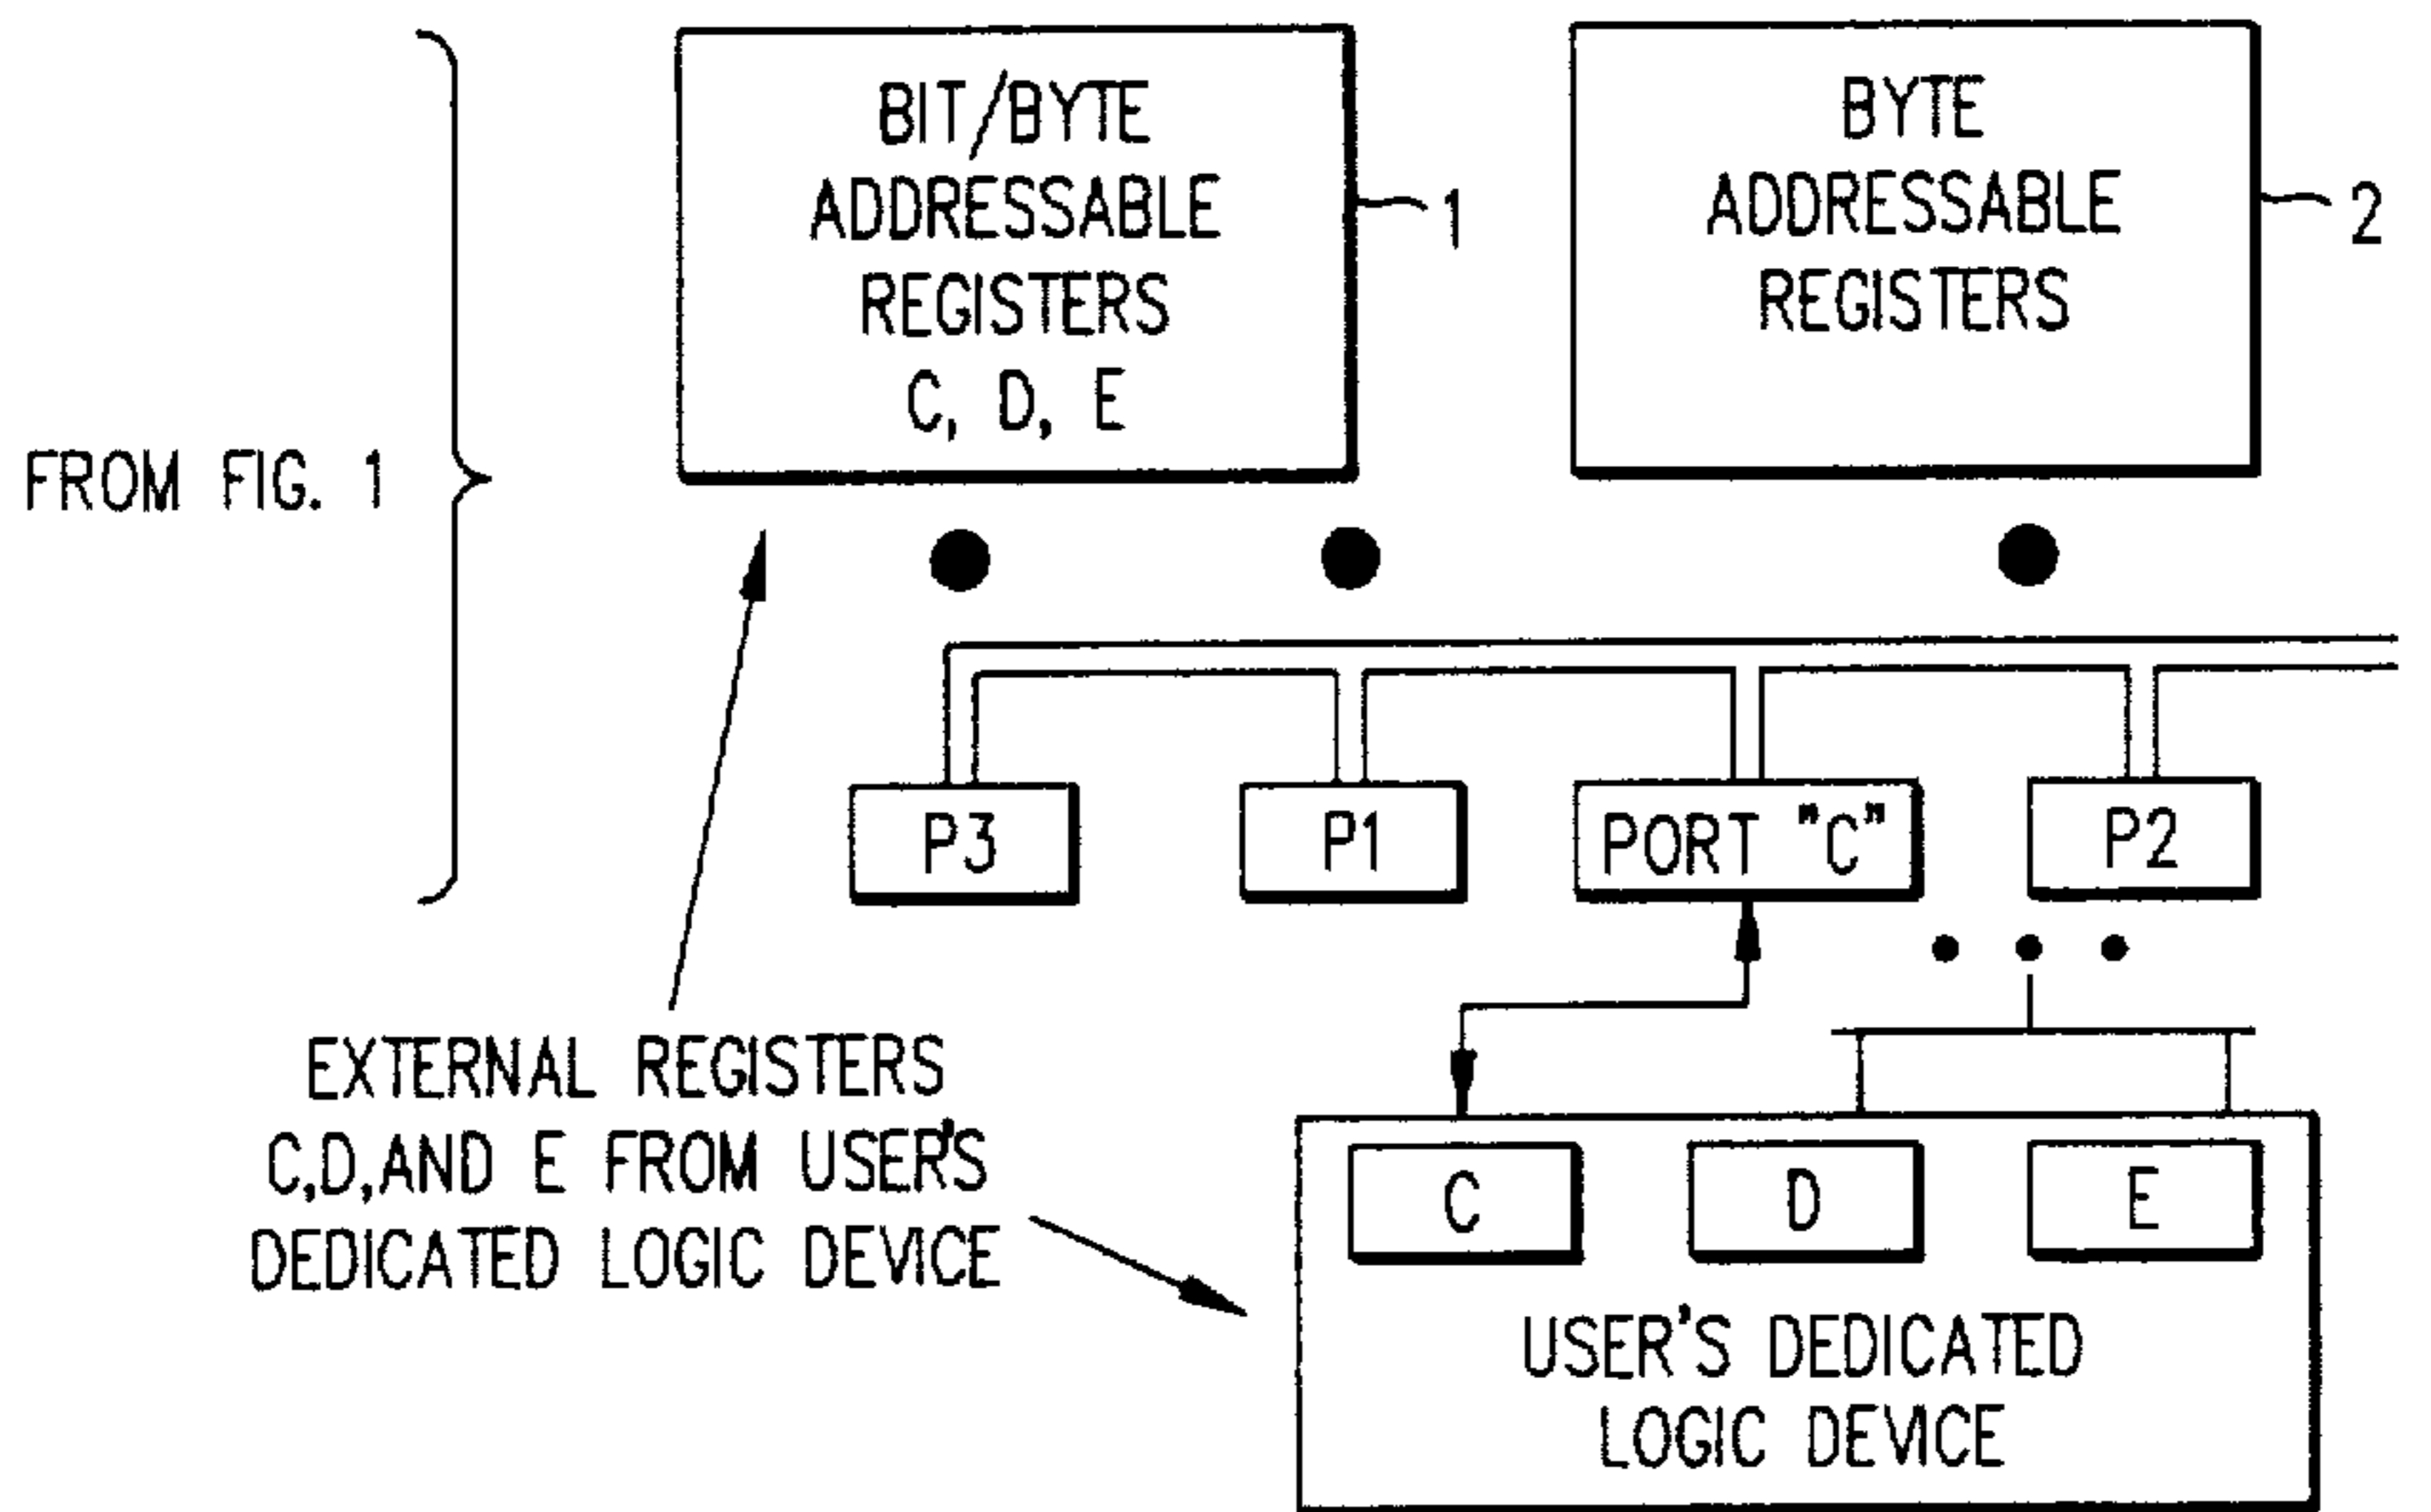 BIT/BYTE
ADDRESSABLE
REGISTERS
C, D, E
1
BYTE
ADDRESSABLE
REGISTERS
2
FROM FIG. 1
P3
P1
PORT "C"
P2
EXTERNAL REGISTERS
C,D,AND E FROM USER'S
DEDICATED LOGIC DEVICE
C
D
E
USER'S DEDICATED
LOGIC DEVICE